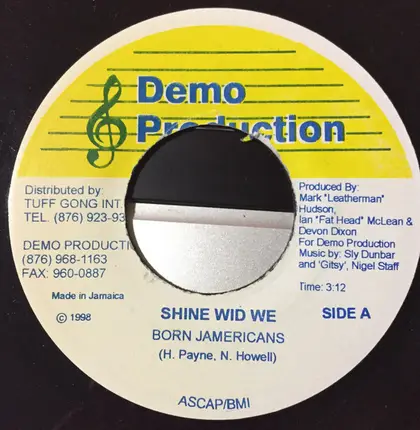 Demo
Production
Distributed by:
TUFF GONG INT.
TEL. (876) 923-93
DEMO PRODUCTI
(876) 968-1163
FAX: 960-0887
Made in Jamaica
© 1998
Produced By:
Mark "Leatherman"
Hudson,
Ian "Fat Head" McLean &
Devon Dixon
For Demo Production
Music by: Sly Dunbar
and 'Gitsy', Nigel Staff
Time: 3:12
SIDE A
SHINE WID WE
BORN JAMERICANS
(H. Payne, N. Howell)
ASCAP/BMI